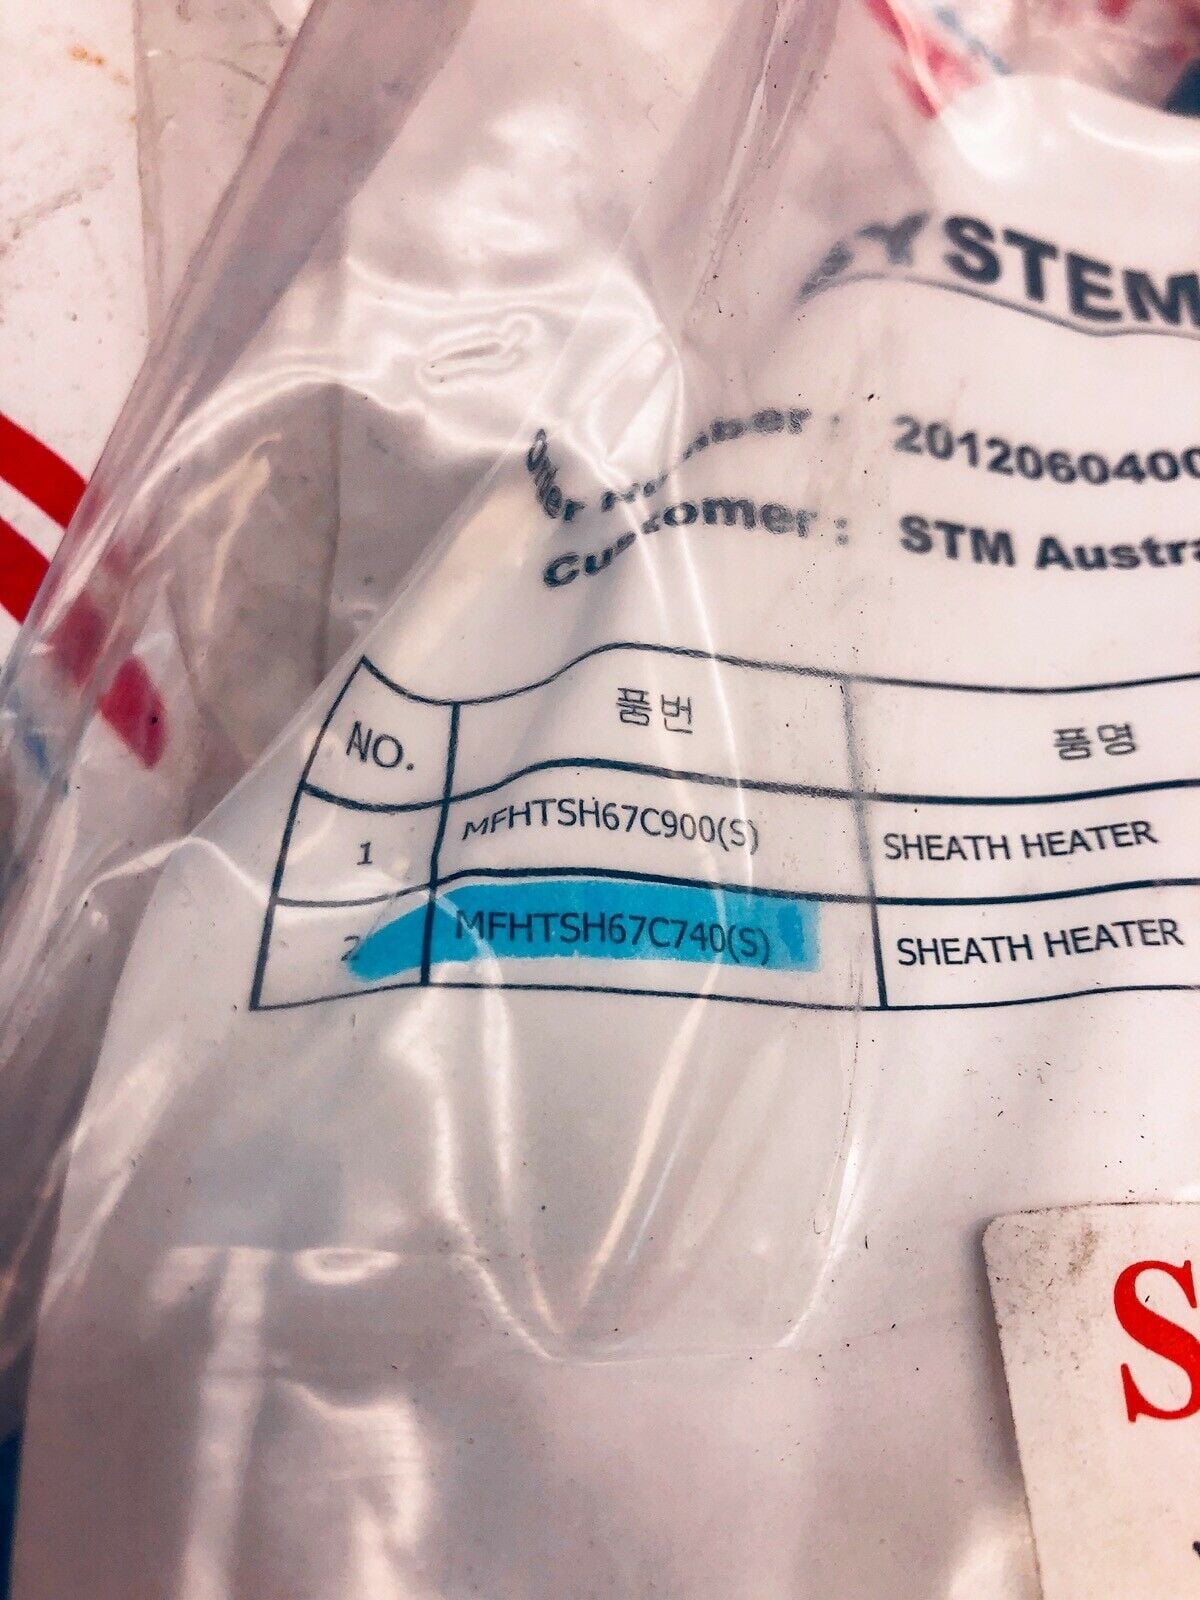 SYSTEM
Order Number : 2012060400
Customer : STM Austra
NO. 품번 품명
1 MFHTSH67C900(S) SHEATH HEATER
2 MFHTSH67C740(S) SHEATH HEATER
S